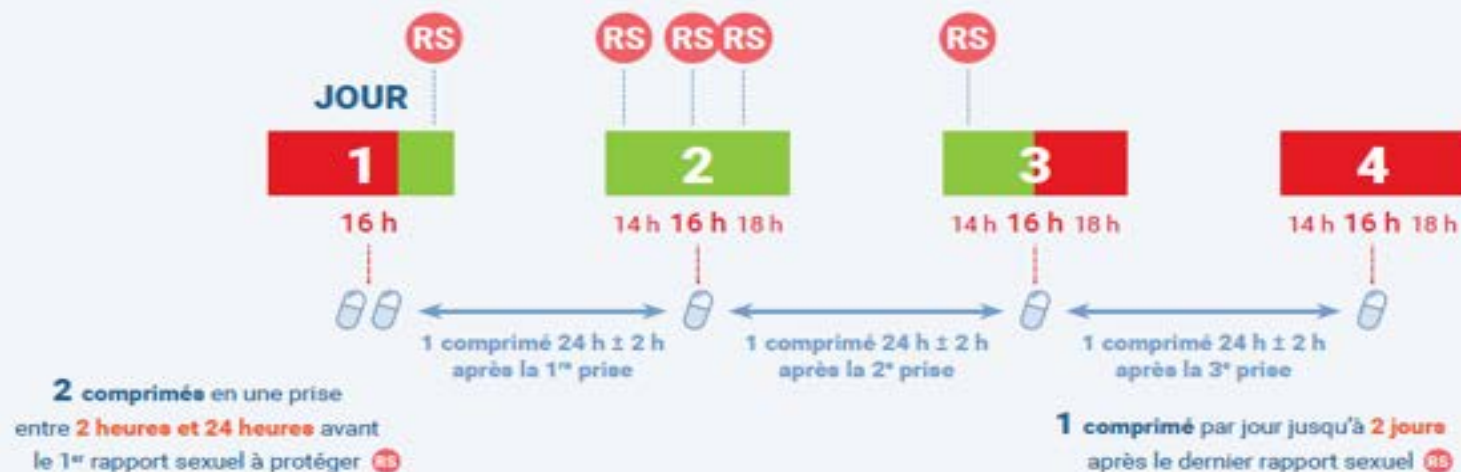 RS RS RS RS RS
JOUR
1 2 3 4
16 h 14 h 16 h 18 h 14 h 16 h 18 h 14 h 16 h 18 h
1 comprimé 24 h ± 2 h
après la 1re prise
1 comprimé 24 h ± 2 h
après la 2e prise
1 comprimé 24 h ± 2 h
après la 3e prise
2 comprimés en une prise
entre 2 heures et 24 heures avant
le 1er rapport sexuel à protéger RS
1 comprimé par jour jusqu'à 2 jours
après le dernier rapport sexuel RS